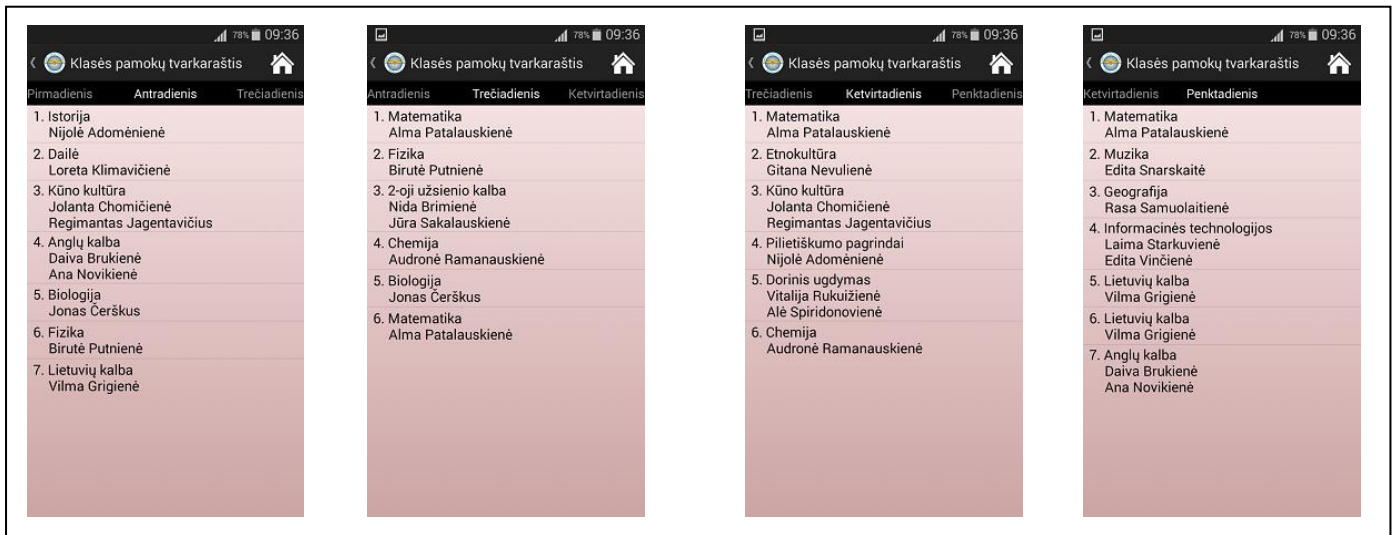 78% 09:36
Klasės pamokų tvarkaraštis
Pirmadienis Antradienis Trečiadienis
1. Istorija
Nijolė Adomėnienė
2. Dailė
Loreta Klimavičienė
3. Kūno kultūra
Jolanta Chomičienė
Regimantas Jagentavičius
4. Anglų kalba
Daiva Brukienė
Ana Novikienė
5. Biologija
Jonas Čerškus
6. Fizika
Birutė Putnienė
7. Lietuvių kalba
Vilma Grigienė
78% 09:36
Klasės pamokų tvarkaraštis
Antradienis Trečiadienis Ketvirtadienis
1. Matematika
Alma Patalauskienė
2. Fizika
Birutė Putnienė
3. 2-oji užsienio kalba
Nida Brimienė
Jūra Sakalauskienė
4. Chemija
Audronė Ramanauskienė
5. Biologija
Jonas Čerškus
6. Matematika
Alma Patalauskienė
78% 09:36
Klasės pamokų tvarkaraštis
Trečiadienis Ketvirtadienis Penktadienis
1. Matematika
Alma Patalauskienė
2. Etnokultūra
Gitana Nevulienė
3. Kūno kultūra
Jolanta Chomičienė
Regimantas Jagentavičius
4. Pilietiškumo pagrindai
Nijolė Adomėnienė
5. Dorinis ugdymas
Vitalija Rukuižienė
Alė Spiridonovienė
6. Chemija
Audronė Ramanauskienė
78% 09:36
Klasės pamokų tvarkaraštis
Ketvirtadienis Penktadienis
1. Matematika
Alma Patalauskienė
2. Muzika
Edita Snarskaitė
3. Geografija
Rasa Samuolaitienė
4. Informacinės technologijos
Laima Starkuvienė
Edita Vinčienė
5. Lietuvių kalba
Vilma Grigienė
6. Lietuvių kalba
Vilma Grigienė
7. Anglų kalba
Daiva Brukienė
Ana Novikienė